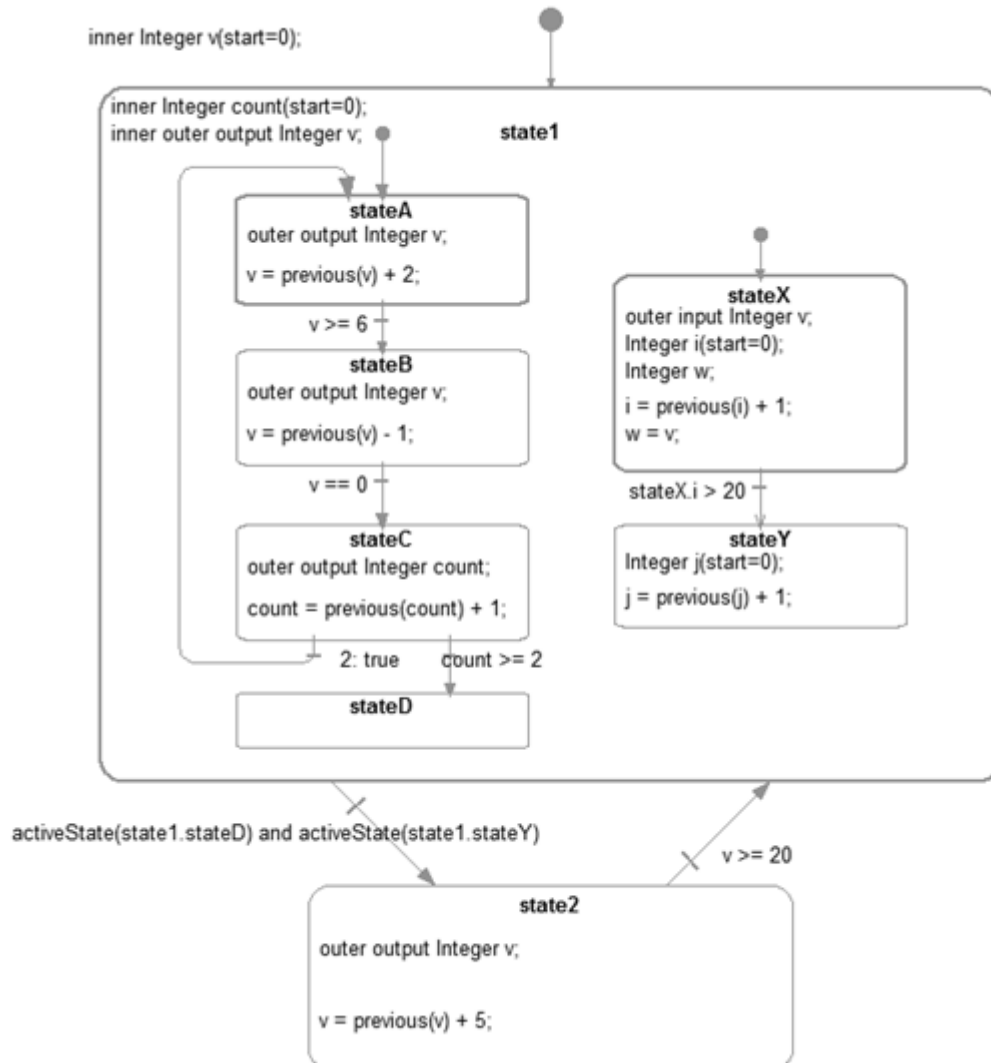 inner Integer v(start=0);
inner Integer count(start=0);
inner outer output Integer v;
state1
stateA
outer output Integer v;
v = previous(v) + 2;
v >= 6
stateB
outer output Integer v;
v = previous(v) - 1;
v == 0
stateC
outer output Integer count;
count = previous(count) + 1;
2: true
count >= 2
stateD
stateX
outer input Integer v;
Integer i(start=0);
Integer w;
i = previous(i) + 1;
w = v;
stateX.i > 20
stateY
Integer j(start=0);
j = previous(j) + 1;
activeState(state1.stateD) and activeState(state1.stateY)
v >= 20
state2
outer output Integer v;
v = previous(v) + 5;